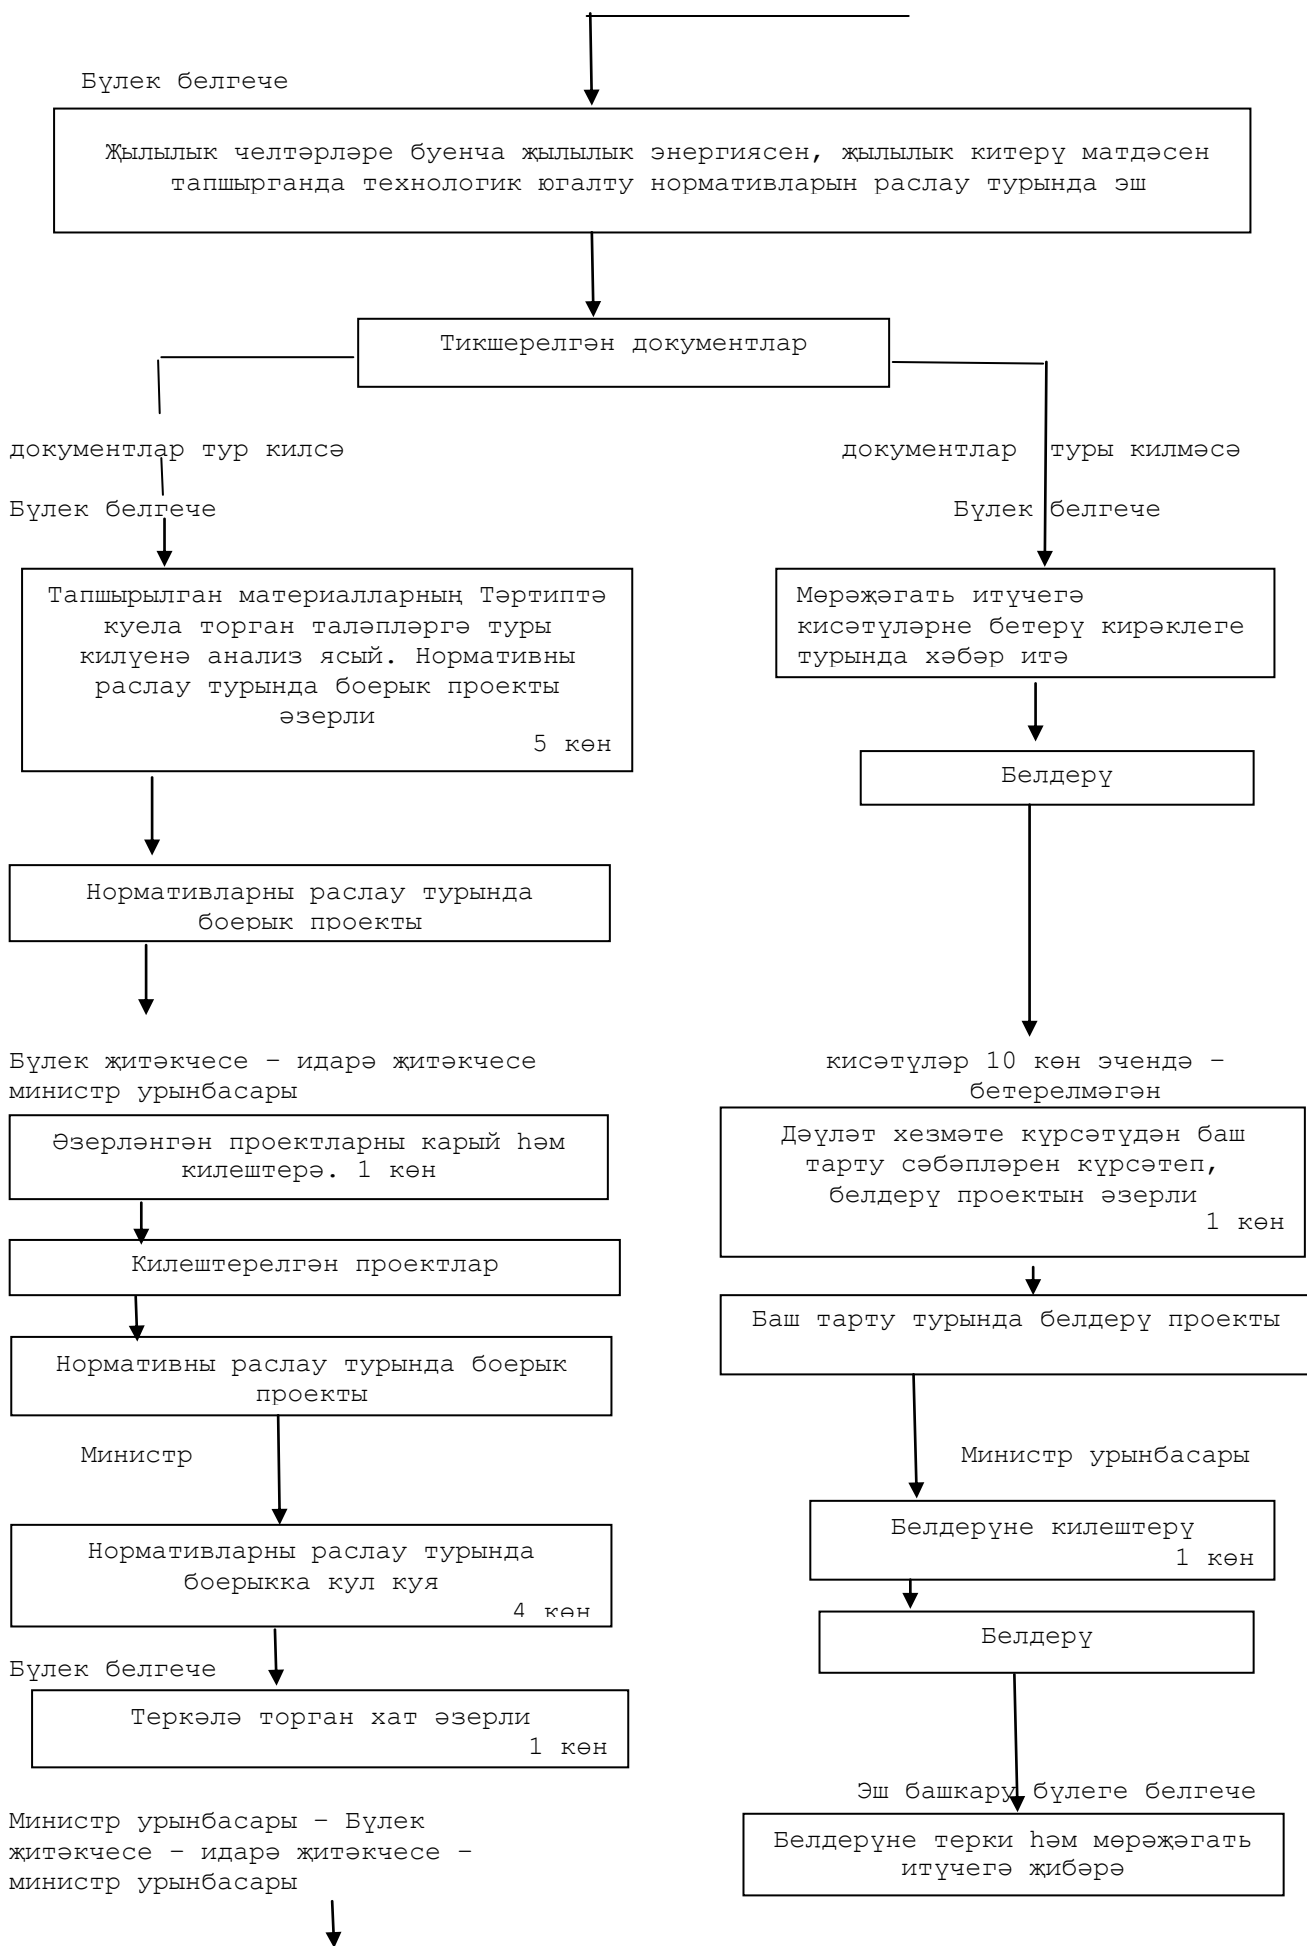 Бүлек белгече
Җылылык челтәрләре буенча җылылык энергиясен, җылылык китерү матдәсен
тапшырганда технологик югалту нормативларын раслау турында эш
Тикшерелгән документлар
документлар тур килсә
Бүлек белгече
Тапшырылган материалларның Тәртиптә
куела торган таләпләргә туры
килүенә анализ ясый. Нормативны
раслау турында боерык проекты
әзерли
5 көн
Нормативларны раслау турында
боерык проекты
Бүлек җитәкчесе – идарә җитәкчесе
министр урынбасары
Әзерләнгән проектларны карый һәм
килештерә. 1 көн
Килештерелгән проектлар
Нормативны раслау турында боерык
проекты
Министр
Нормативларны раслау турында
боерыкка кул куя
4 көн
Бүлек белгече
Теркәлә торган хат әзерли
1 көн
Министр урынбасары – Бүлек
җитәкчесе – идарә җитәкчесе –
министр урынбасары
документлар туры килмәсә
Бүлек белгече
Мөрәҗәгать итүчегә
кисәтүләрне бетерү кирәклеге
турында хәбәр итә
Белдерү
кисәтүләр 10 көн эчендә –
бетерелмәгән
Дәүләт хезмәте күрсәтүдән баш
тарту сәбәпләрен күрсәтеп,
белдерү проектын әзерли
1 көн
Баш тарту турында белдерү проекты
Министр урынбасары
Белдерүне килештерү
1 көн
Белдерү
Эш башкару бүлеге белгече
Белдерүне терки һәм мөрәҗәгать
итүчегә җибәрә